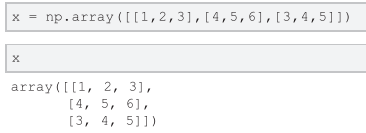 x = np.array([[1,2,3],[4,5,6],[3,4,5]])
x
array([[1, 2, 3],
       [4, 5, 6],
       [3, 4, 5]])